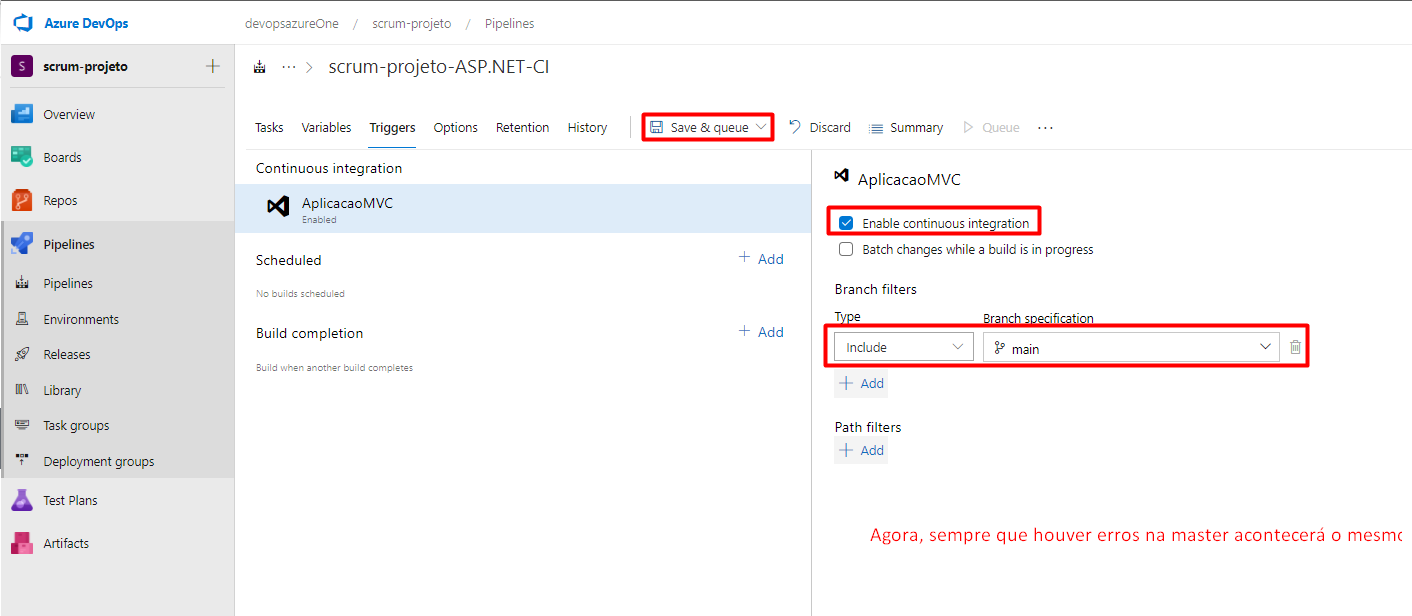 Azure DevOps
devopsazureOne / scrum-projeto / Pipelines
S scrum-projeto +
Overview
Boards
Repos
Pipelines
Pipelines
Environments
Releases
Library
Task groups
Deployment groups
Test Plans
Artifacts
··· > scrum-projeto-ASP.NET-CI
Tasks Variables Triggers Options Retention History Save & queue Discard Summary Queue ···
Continuous integration
AplicacaoMVC
Enabled
Scheduled + Add
No builds scheduled
Build completion + Add
Build when another build completes
AplicacaoMVC
Enable continuous integration
Batch changes while a build is in progress
Branch filters
Type Branch specification
Include main
+ Add
Path filters
+ Add
Agora, sempre que houver erros na master acontecerá o mesmo